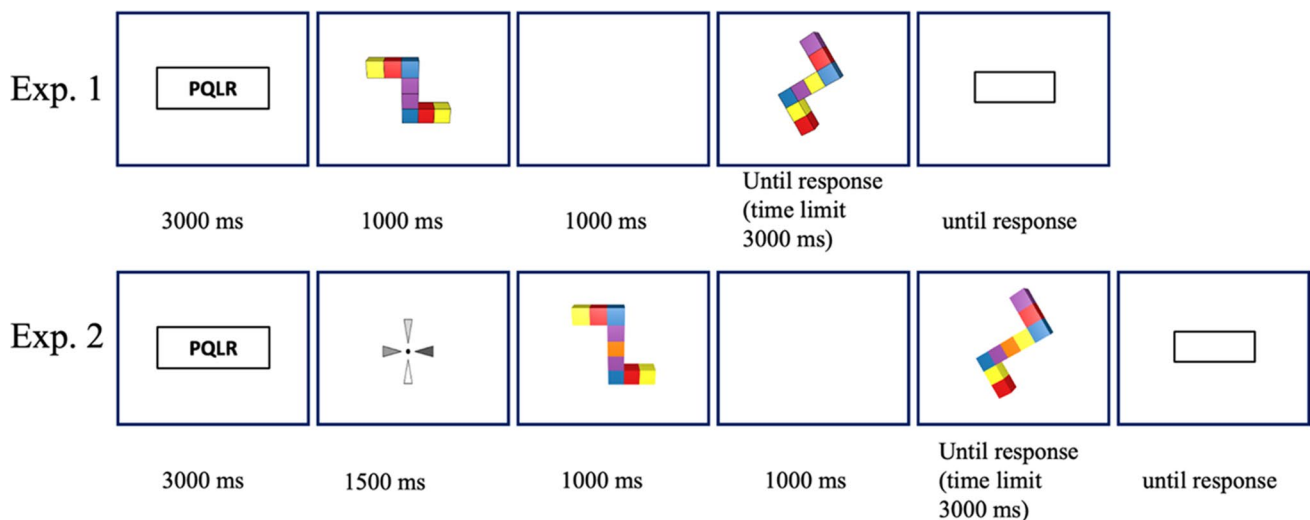 Exp. 1
PQLR
3000 ms
1000 ms
1000 ms
Until response
(time limit
3000 ms)
until response
Exp. 2
PQLR
3000 ms
1500 ms
1000 ms
1000 ms
Until response
(time limit
3000 ms)
until response